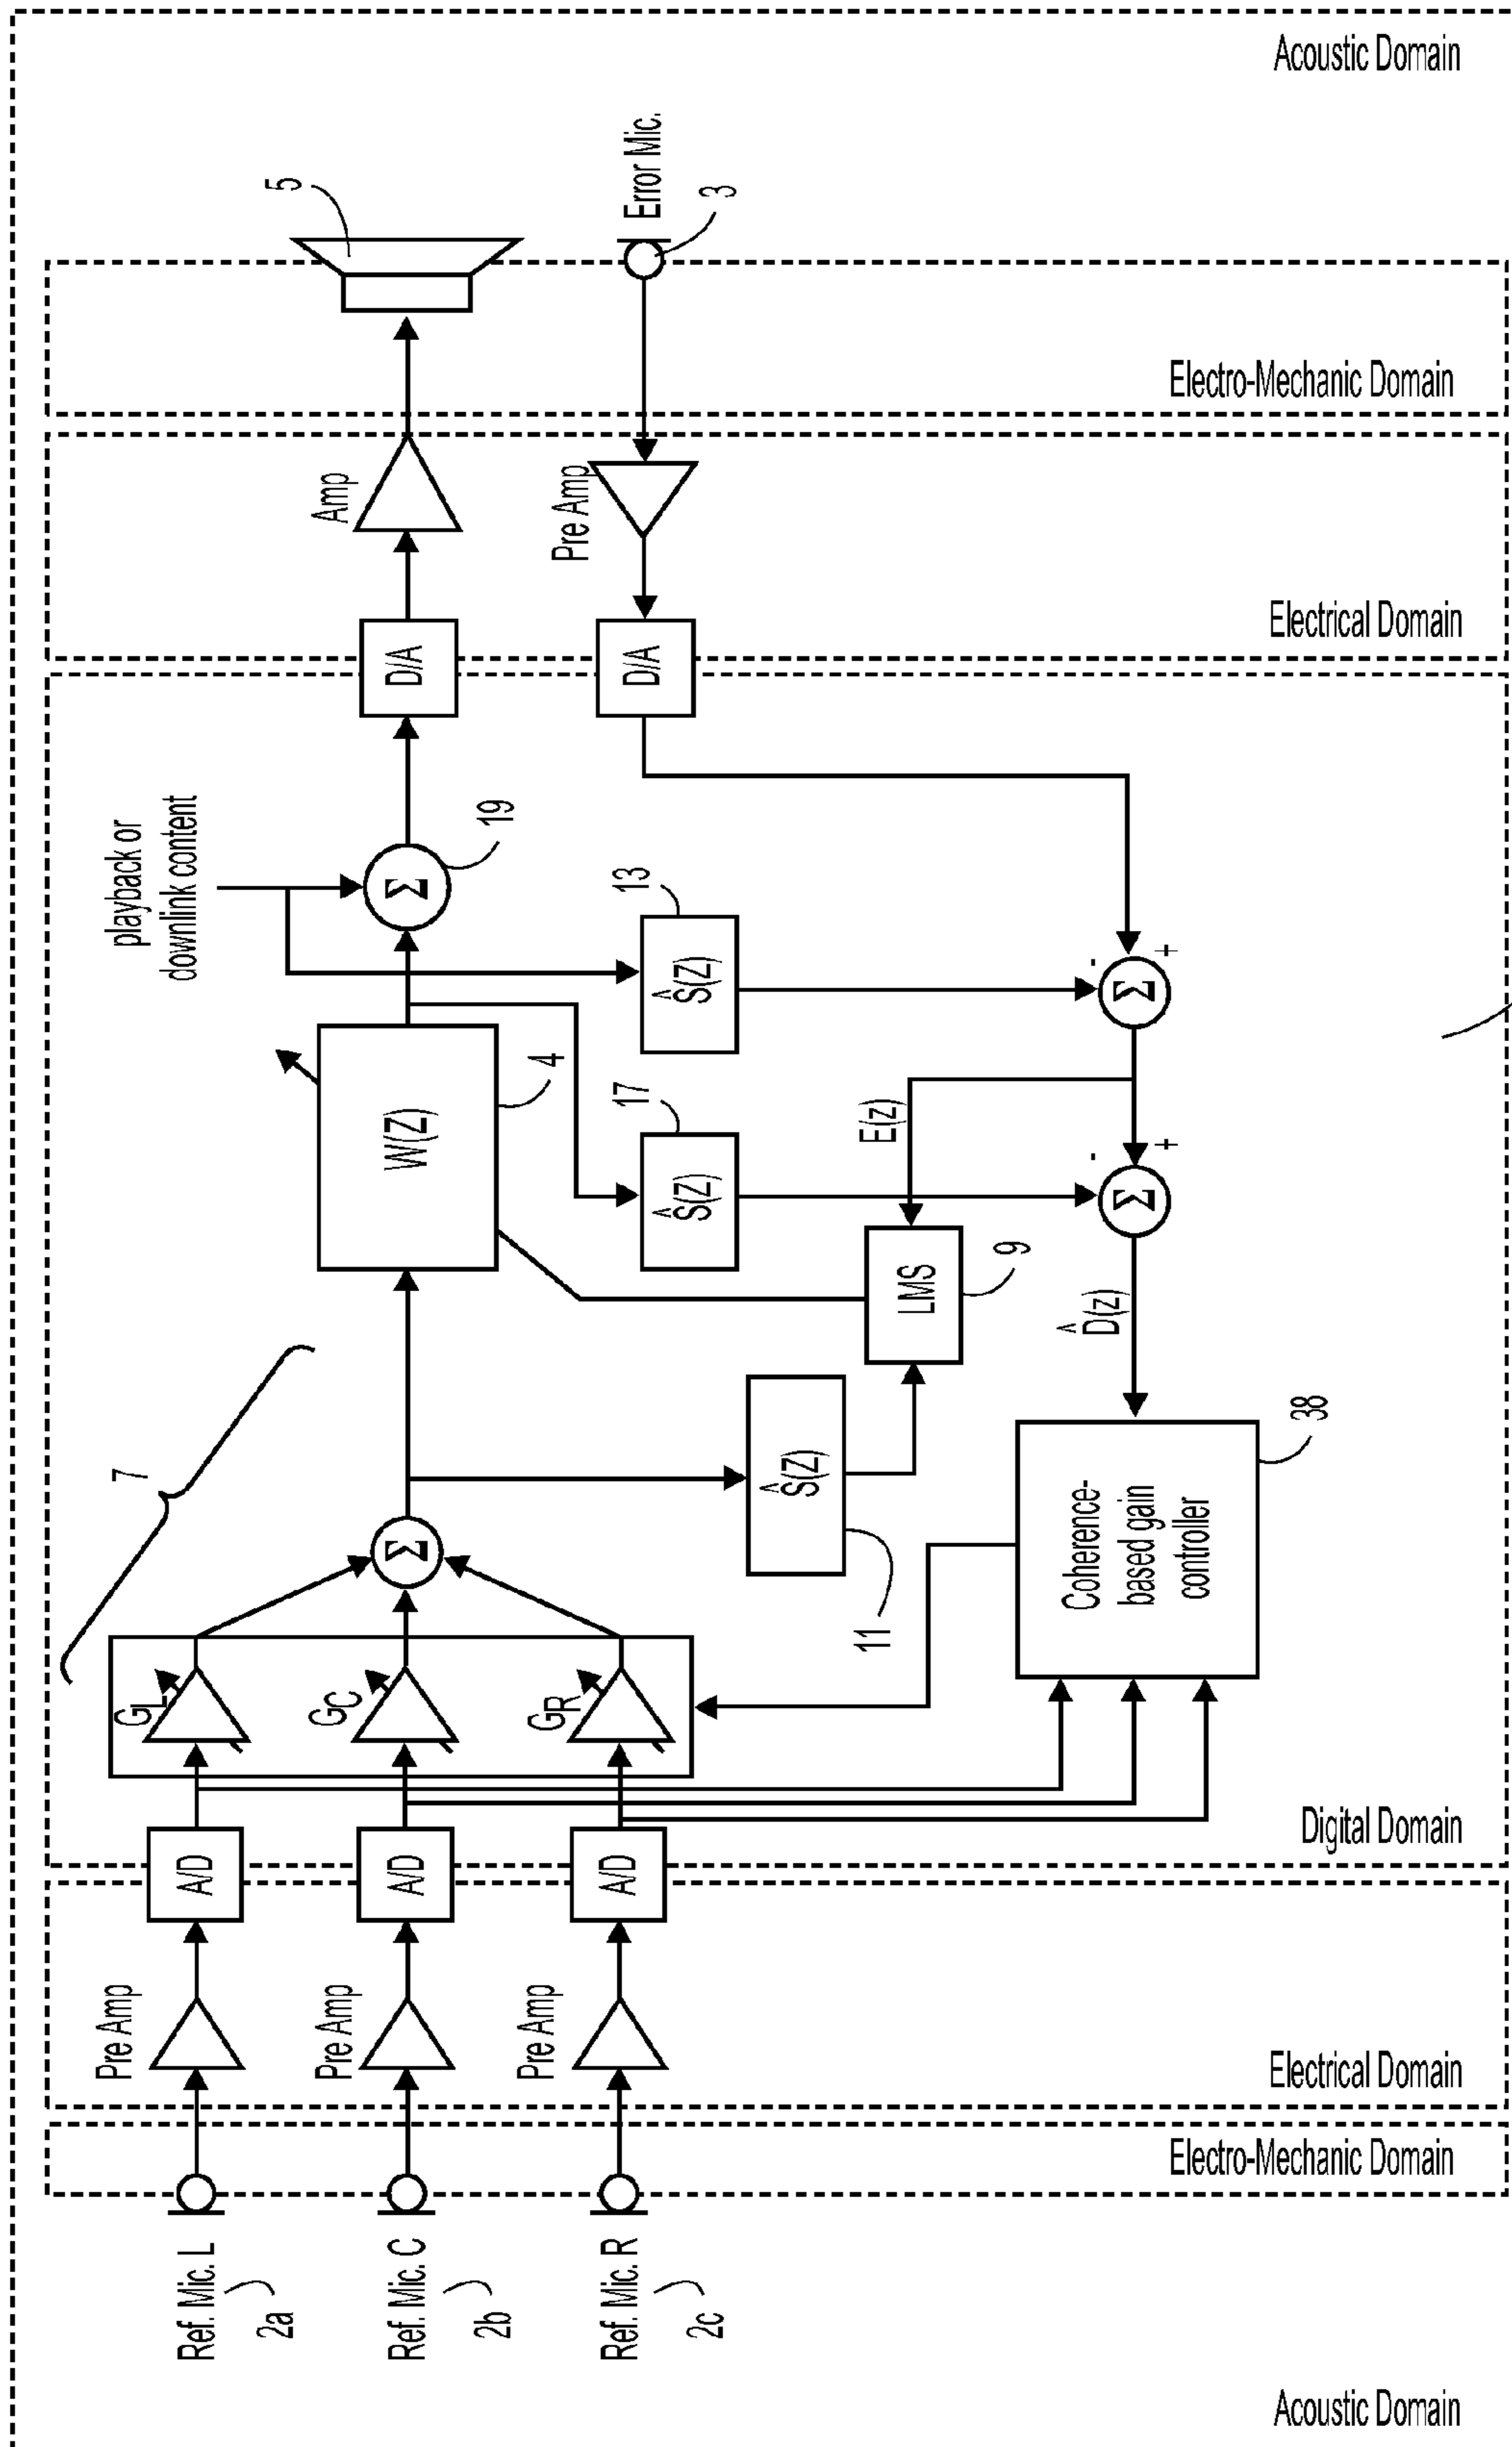 Ref. Mic. L
2a
Ref. Mic. C
2b
Ref. Mic. R
2c
Pre Amp
Pre Amp
Pre Amp
A/D
A/D
A/D
GL
GC
GR
7
Σ
Ŝ(Z)
11
W(Z)
4
LMS
9
Ŝ(Z)
17
Ŝ(Z)
13
E(z)
D̂(z)
Coherence-
based gain
controller
38
playback or
downlink content
Σ
19
Σ
-
+
Σ
-
+
D/A
D/A
Amp
Pre Amp
5
Error Mic.
3
Acoustic Domain
Electro-Mechanic Domain
Electrical Domain
Digital Domain
Electrical Domain
Electro-Mechanic Domain
Acoustic Domain